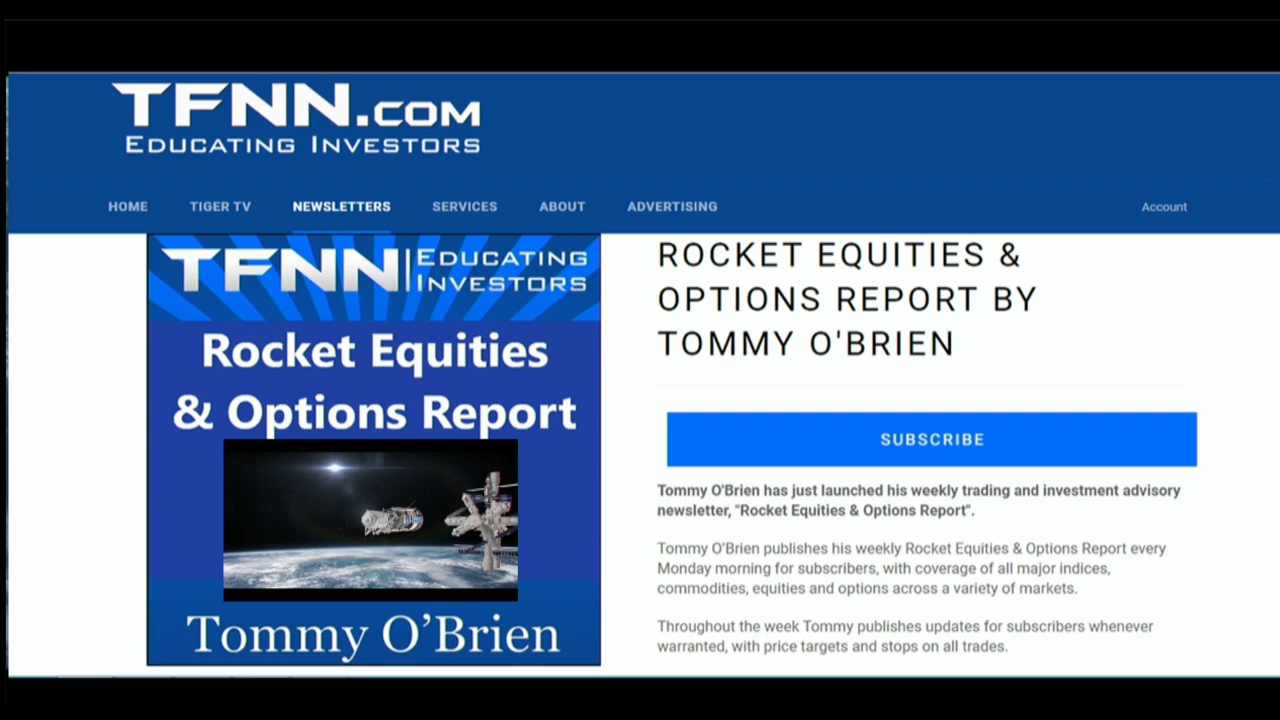 TFNN.COM
EDUCATING INVESTORS
HOME TIGER TV NEWSLETTERS SERVICES ABOUT ADVERTISING Account
TFNN EDUCATING
INVESTORS
Rocket Equities
& Options Report
Tommy O’Brien
ROCKET EQUITIES &
OPTIONS REPORT BY
TOMMY O'BRIEN
SUBSCRIBE
Tommy O'Brien has just launched his weekly trading and investment advisory
newsletter, "Rocket Equities & Options Report".
Tommy O’Brien publishes his weekly Rocket Equities & Options Report every
Monday morning for subscribers, with coverage of all major indices,
commodities, equities and options across a variety of markets.
Throughout the week Tommy publishes updates for subscribers whenever
warranted, with price targets and stops on all trades.